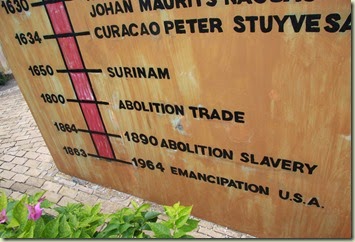 1630 JOHAN MAURITS NASSAU
1634 CURACAO PETER STUYVESA
1650 SURINAM
1800 ABOLITION TRADE
1864 1890 ABOLITION SLAVERY
1863 1964 EMANCIPATION U.S.A.